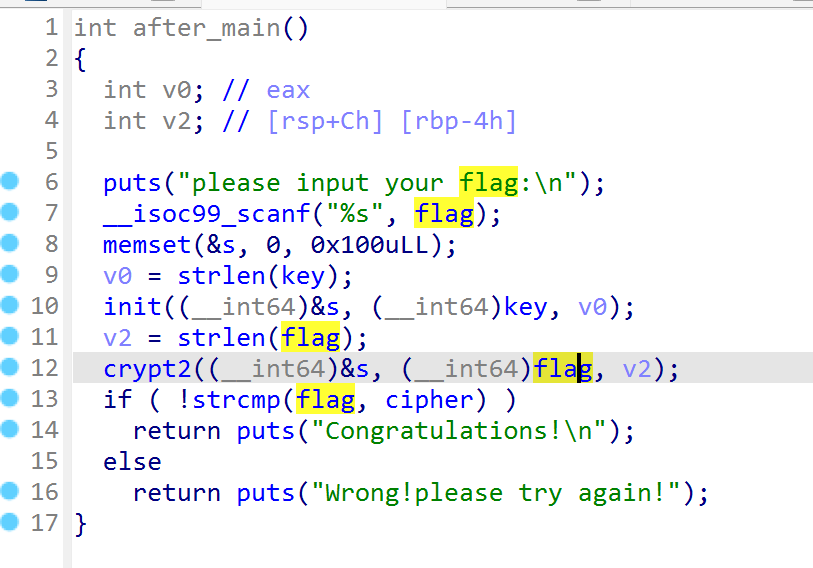 1 int after_main()
2 {
3 int v0; // eax
4 int v2; // [rsp+Ch] [rbp-4h]
5
6 puts("please input your flag:\n");
7 __isoc99_scanf("%s", flag);
8 memset(&s, 0, 0x100uLL);
9 v0 = strlen(key);
10 init((__int64)&s, (__int64)key, v0);
11 v2 = strlen(flag);
12 crypt2((__int64)&s, (__int64)flag, v2);
13 if ( !strcmp(flag, cipher) )
14 return puts("Congratulations!\n");
15 else
16 return puts("Wrong!please try again!");
17 }